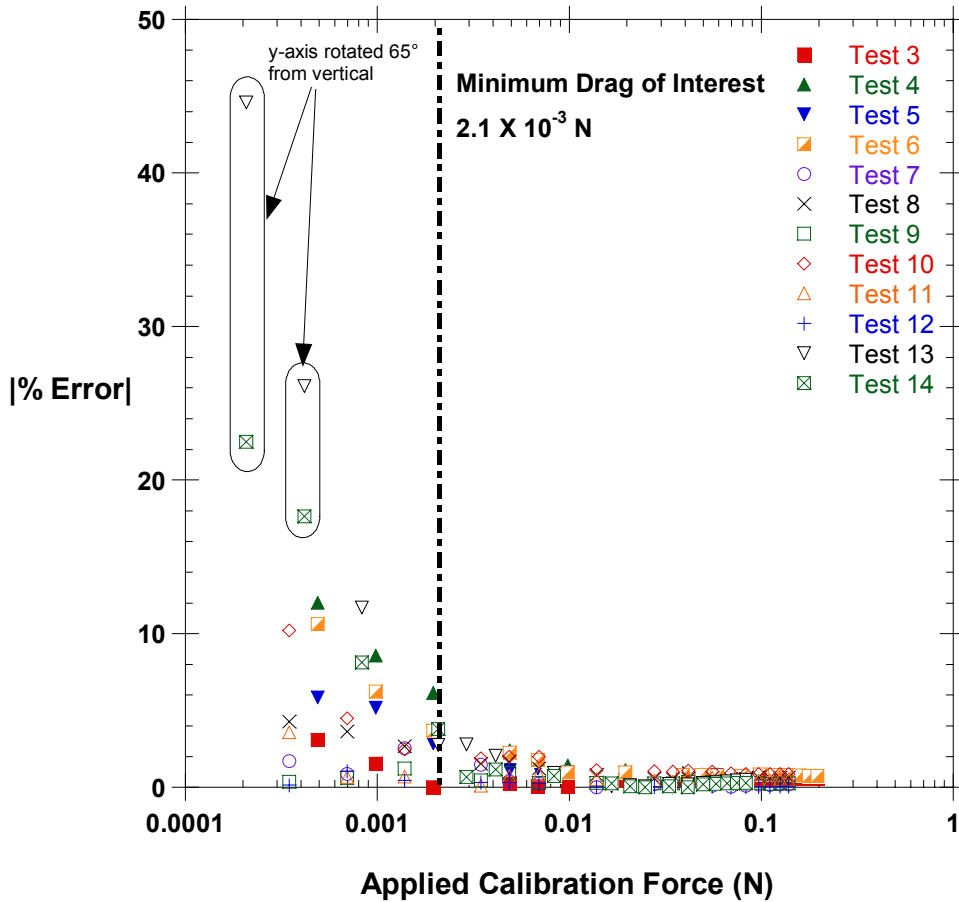 50
40
30
20
10
0
|% Error|
y-axis rotated 65°
from vertical
Minimum Drag of Interest
2.1 X 10⁻³ N
Test 3
Test 4
Test 5
Test 6
Test 7
Test 8
Test 9
Test 10
Test 11
Test 12
Test 13
Test 14
0.0001 0.001 0.01 0.1 1
Applied Calibration Force (N)